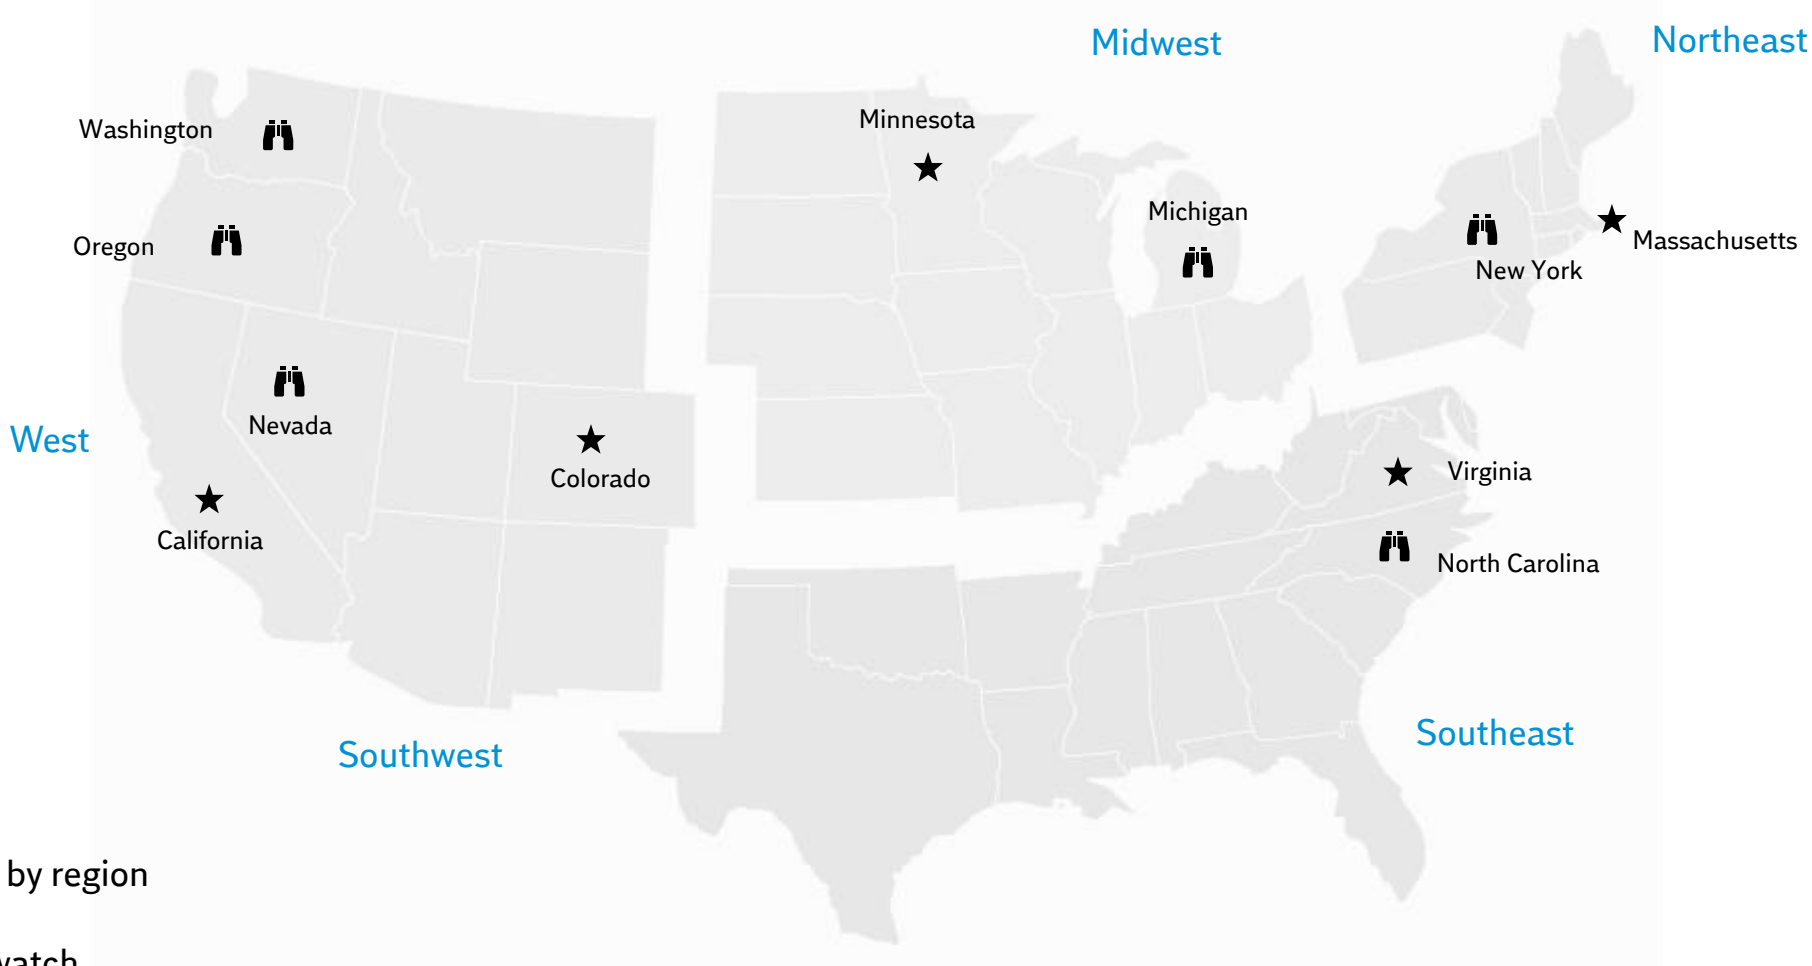 Midwest
Northeast
Washington
Minnesota
Michigan
Oregon
Massachusetts
New York
Nevada
West
Colorado
Virginia
California
North Carolina
Southeast
Southwest
by region
watch